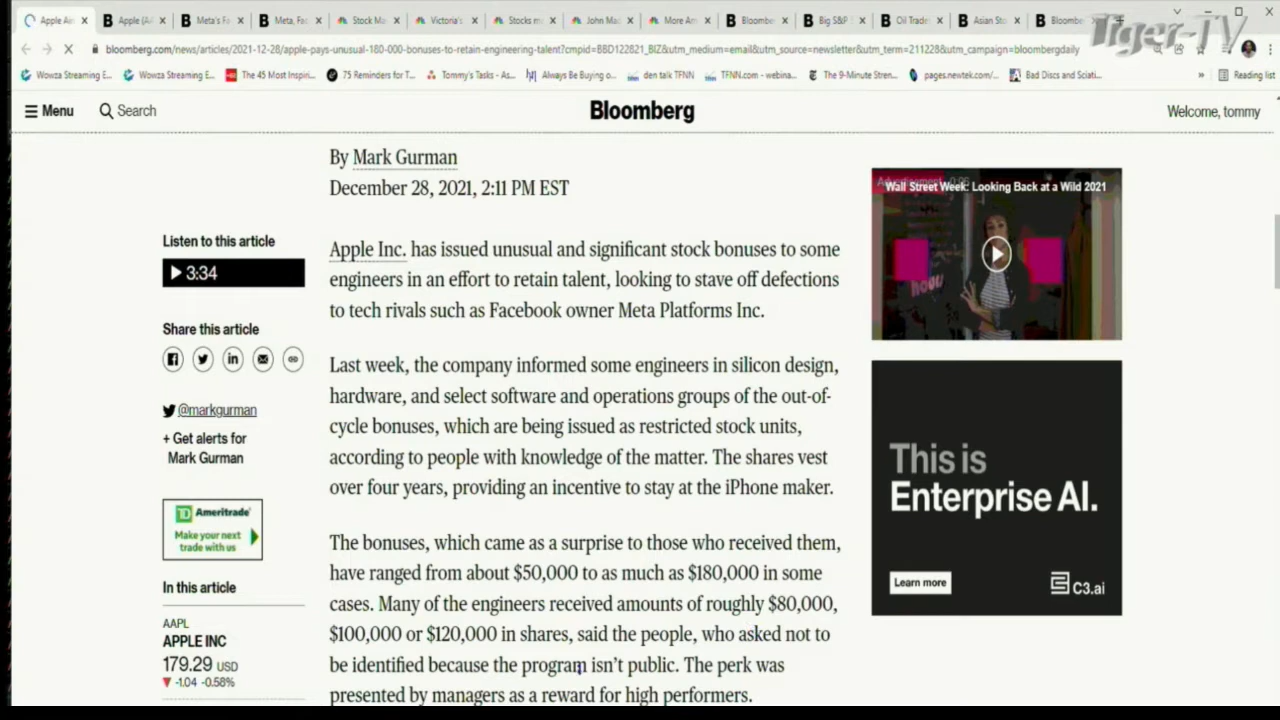 Apple Aw
Apple (A
Meta's Fa
Meta, Fac
Stock Ma
Victoria's
Stocks m
John Mad
More Am
Bloombe
Big S&P
Oil Trade
Asian Sto
Bloombe
Tiger-TV
bloomberg.com/news/articles/2021-12-28/apple-pays-unusual-180-000-bonuses-to-retain-engineering-talent?cmpid=BBD122821_BIZ&utm_medium=email&utm_source=newsletter&utm_term=211228&utm_campaign=bloombergdaily
Wowza Streaming E...
Wowza Streaming E...
The 45 Most Inspiri...
75 Reminders for T...
Tommy's Tasks - As...
Always Be Buying o...
den talk TFNN
TFNN.com - webina...
The 9-Minute Stren...
pages.newtek.com/...
Bad Discs and Sciati...
»
Reading list
Menu
Search
Bloomberg
Welcome, tommy
By Mark Gurman
December 28, 2021, 2:11 PM EST
Listen to this article
3:34
Share this article
@markgurman
+ Get alerts for
Mark Gurman
TD Ameritrade
Make your next
trade with us
In this article
AAPL
APPLE INC
179.29 USD
▼ -1.04 -0.58%
Apple Inc. has issued unusual and significant stock bonuses to some
engineers in an effort to retain talent, looking to stave off defections
to tech rivals such as Facebook owner Meta Platforms Inc.
Last week, the company informed some engineers in silicon design,
hardware, and select software and operations groups of the out-of-
cycle bonuses, which are being issued as restricted stock units,
according to people with knowledge of the matter. The shares vest
over four years, providing an incentive to stay at the iPhone maker.
The bonuses, which came as a surprise to those who received them,
have ranged from about $50,000 to as much as $180,000 in some
cases. Many of the engineers received amounts of roughly $80,000,
$100,000 or $120,000 in shares, said the people, who asked not to
be identified because the program isn't public. The perk was
presented by managers as a reward for high performers.
Wall Street Week: Looking Back at a Wild 2021
This is
Enterprise AI.
Learn more
C3.ai